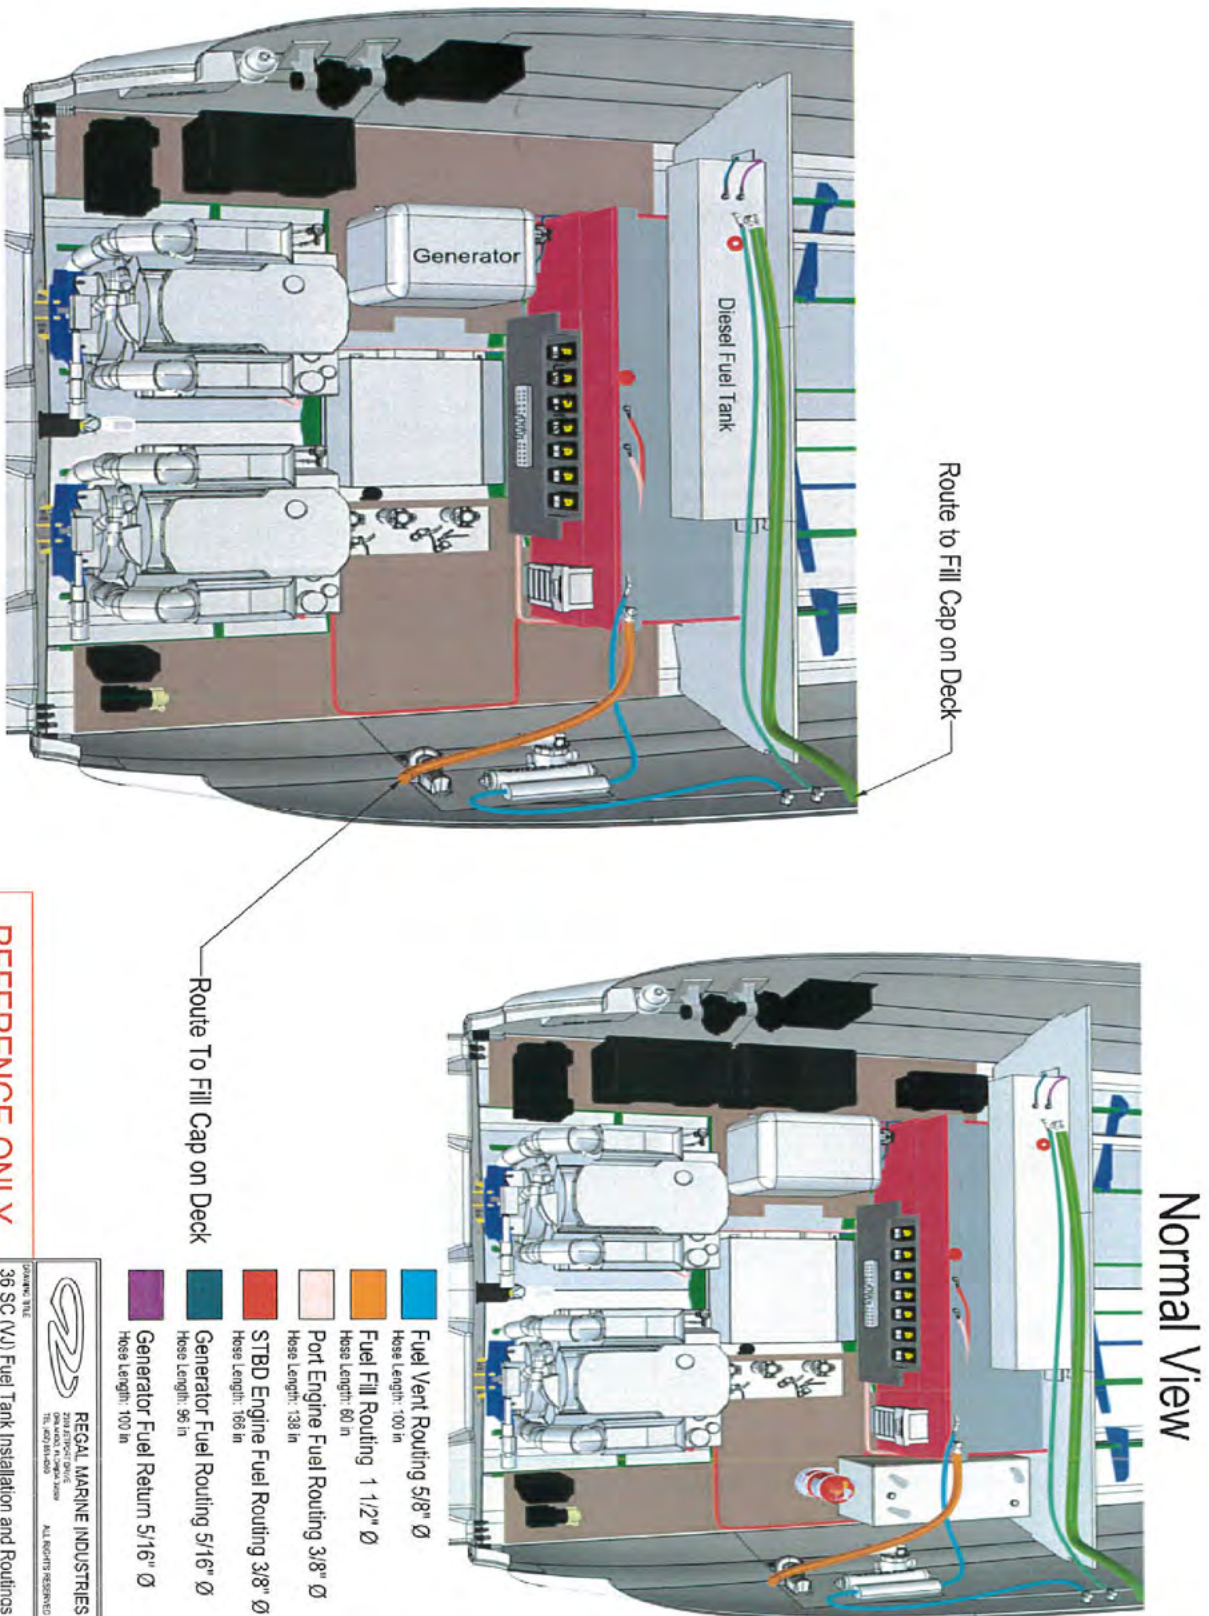 Normal View
Route to Fill Cap on Deck
Diesel Fuel Tank
Generator
Route To Fill Cap on Deck
Fuel Vent Routing 5/8" Ø
Hose Length: 100 in
Fuel Fill Routing 1 1/2" Ø
Hose Length: 60 in
Port Engine Fuel Routing 3/8" Ø
Hose Length: 138 in
STBD Engine Fuel Routing 3/8" Ø
Hose Length: 168 in
Generator Fuel Routing 5/16" Ø
Hose Length: 96 in
Generator Fuel Return 5/16" Ø
Hose Length: 100 in
REGAL MARINE INDUSTRIES
ALL RIGHTS RESERVED
DRAWING TITLE
36 SC (VJ) Fuel Tank Installation and Routings
REFERENCE ONLY